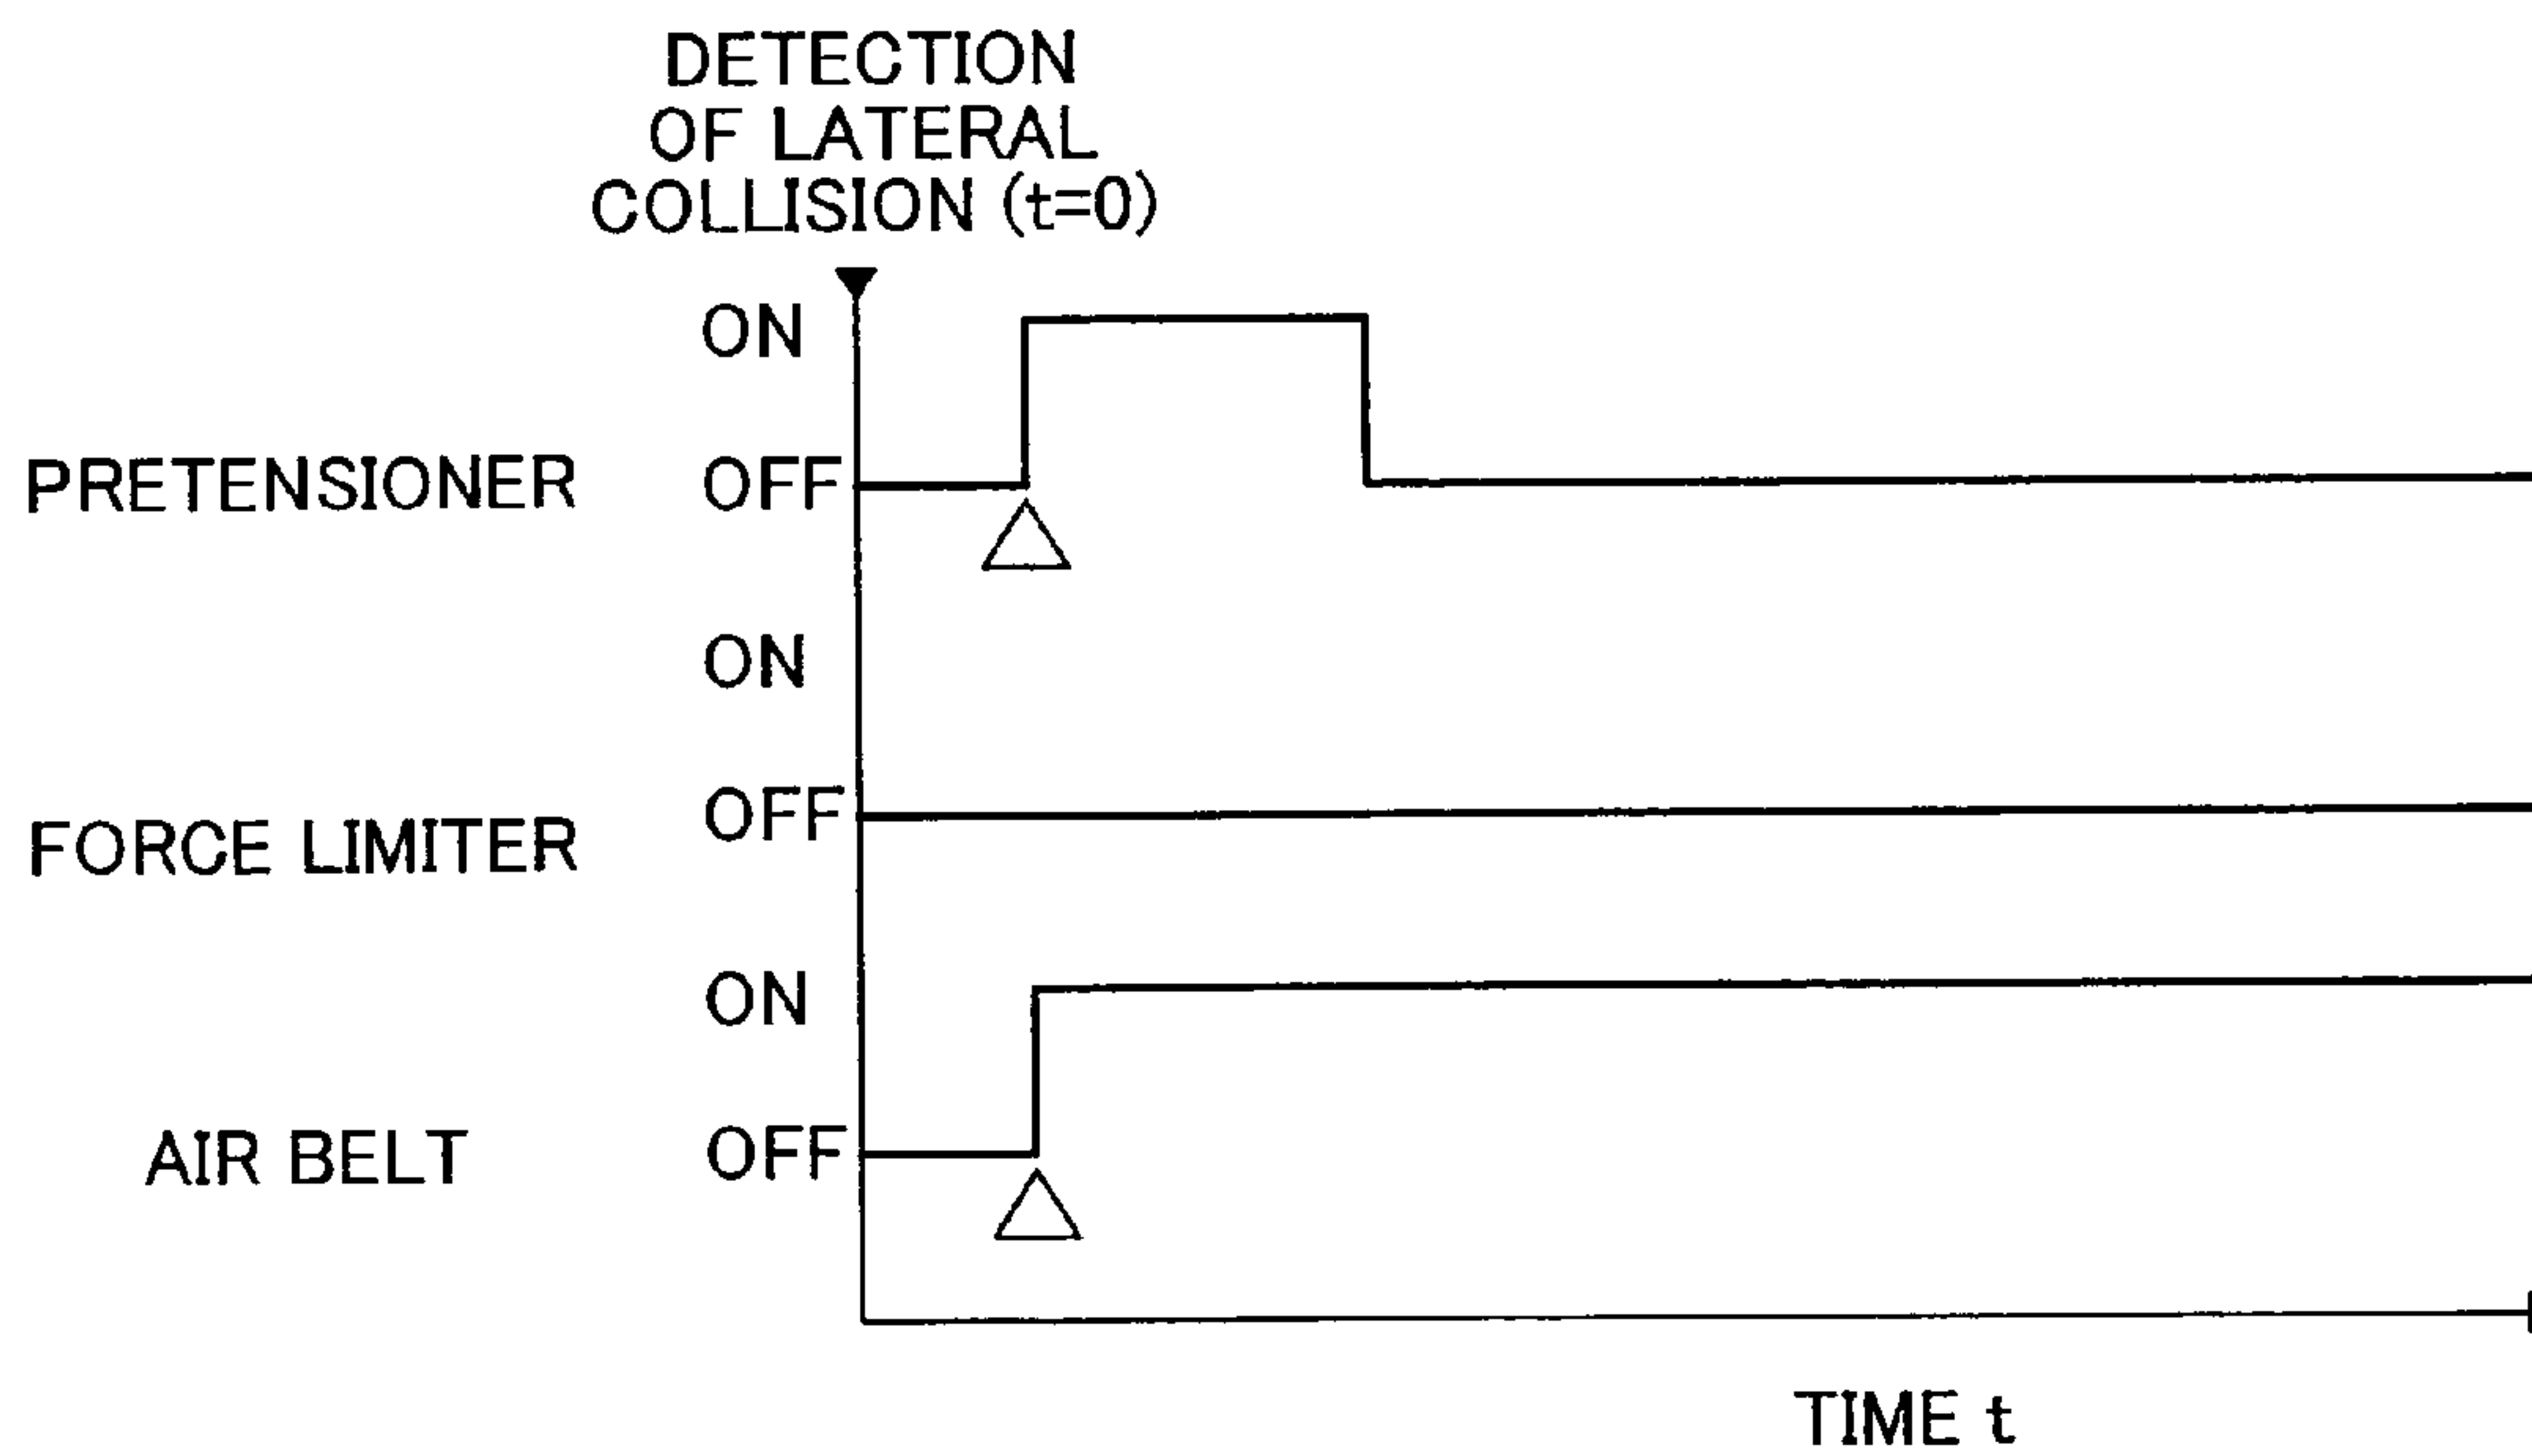 DETECTION
OF LATERAL
COLLISION (t=0)
ON
PRETENSIONER OFF
ON
FORCE LIMITER OFF
ON
AIR BELT OFF
TIME t